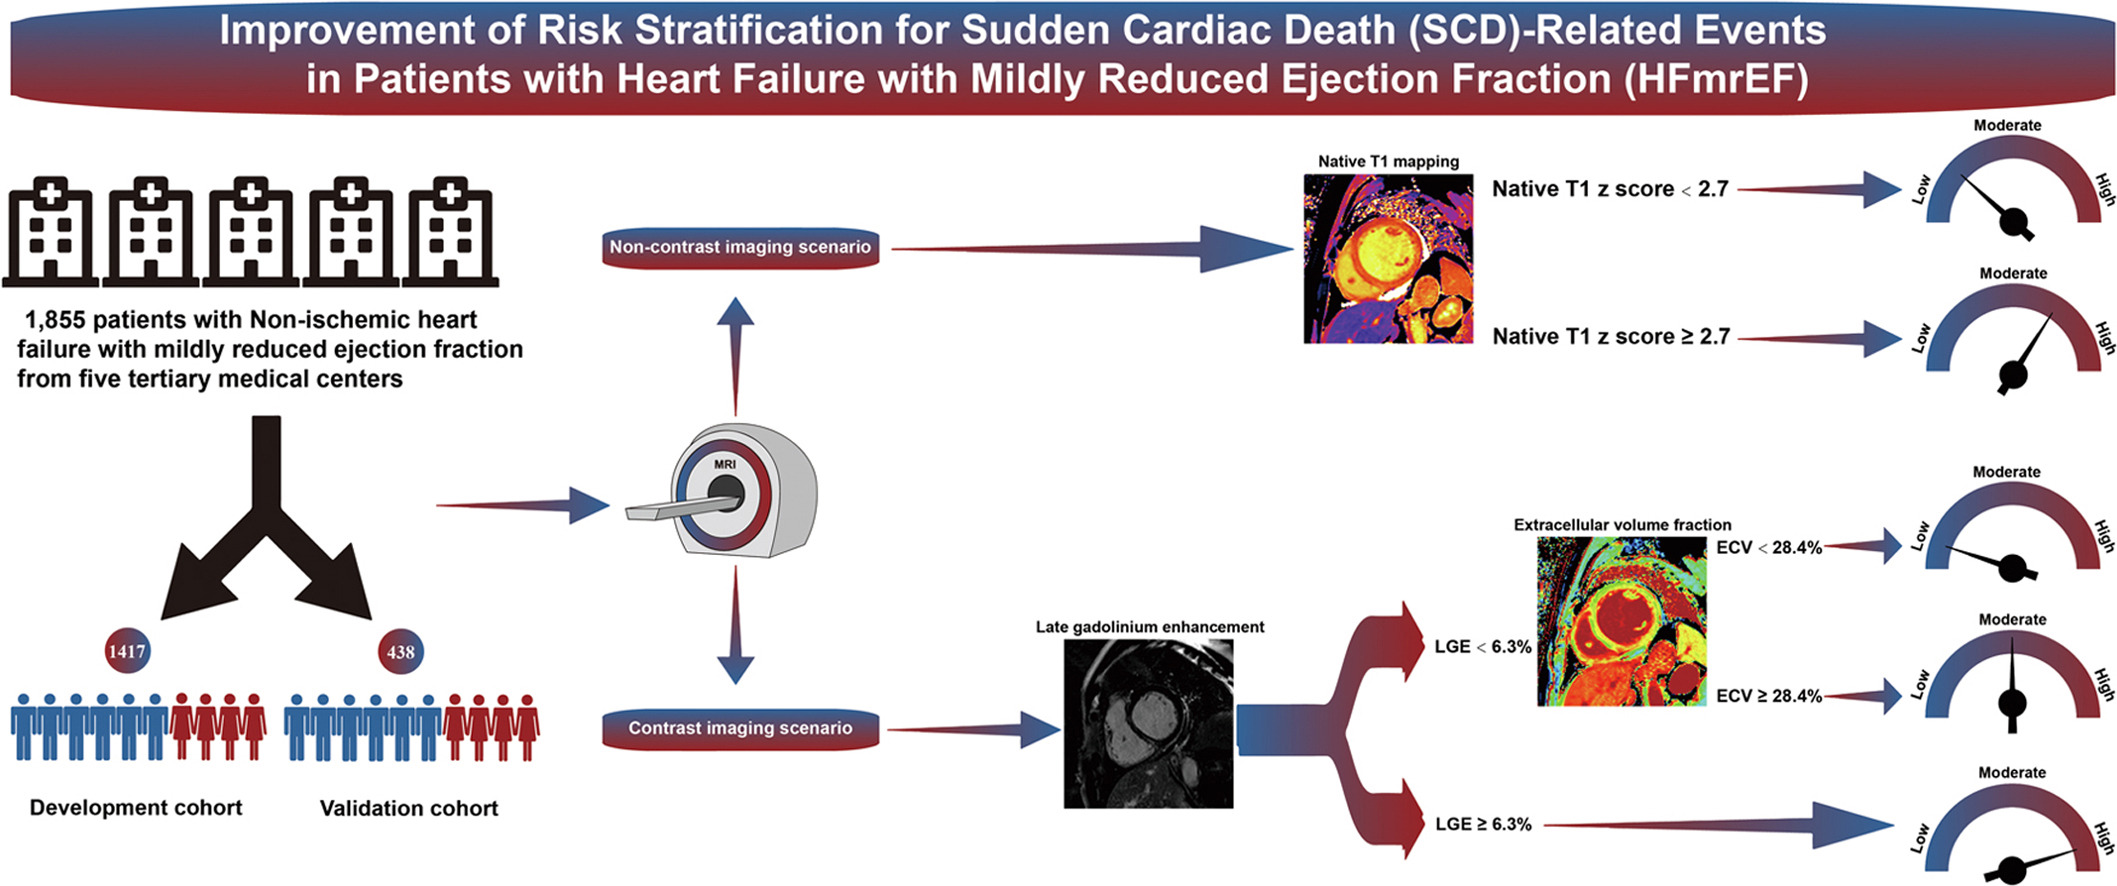 Improvement of Risk Stratification for Sudden Cardiac Death (SCD)-Related Events
in Patients with Heart Failure with Mildly Reduced Ejection Fraction (HFmrEF)
1,855 patients with Non-ischemic heart
failure with mildly reduced ejection fraction
from five tertiary medical centers
1417
438
Development cohort
Validation cohort
MRI
Non-contrast imaging scenario
Native T1 mapping
Native T1 z score < 2.7
Low
Moderate
High
Native T1 z score ≥ 2.7
Low
Moderate
High
Contrast imaging scenario
Late gadolinium enhancement
LGE < 6.3%
Extracellular volume fraction
ECV < 28.4%
Low
Moderate
High
ECV ≥ 28.4%
Low
Moderate
High
LGE ≥ 6.3%
Low
Moderate
High